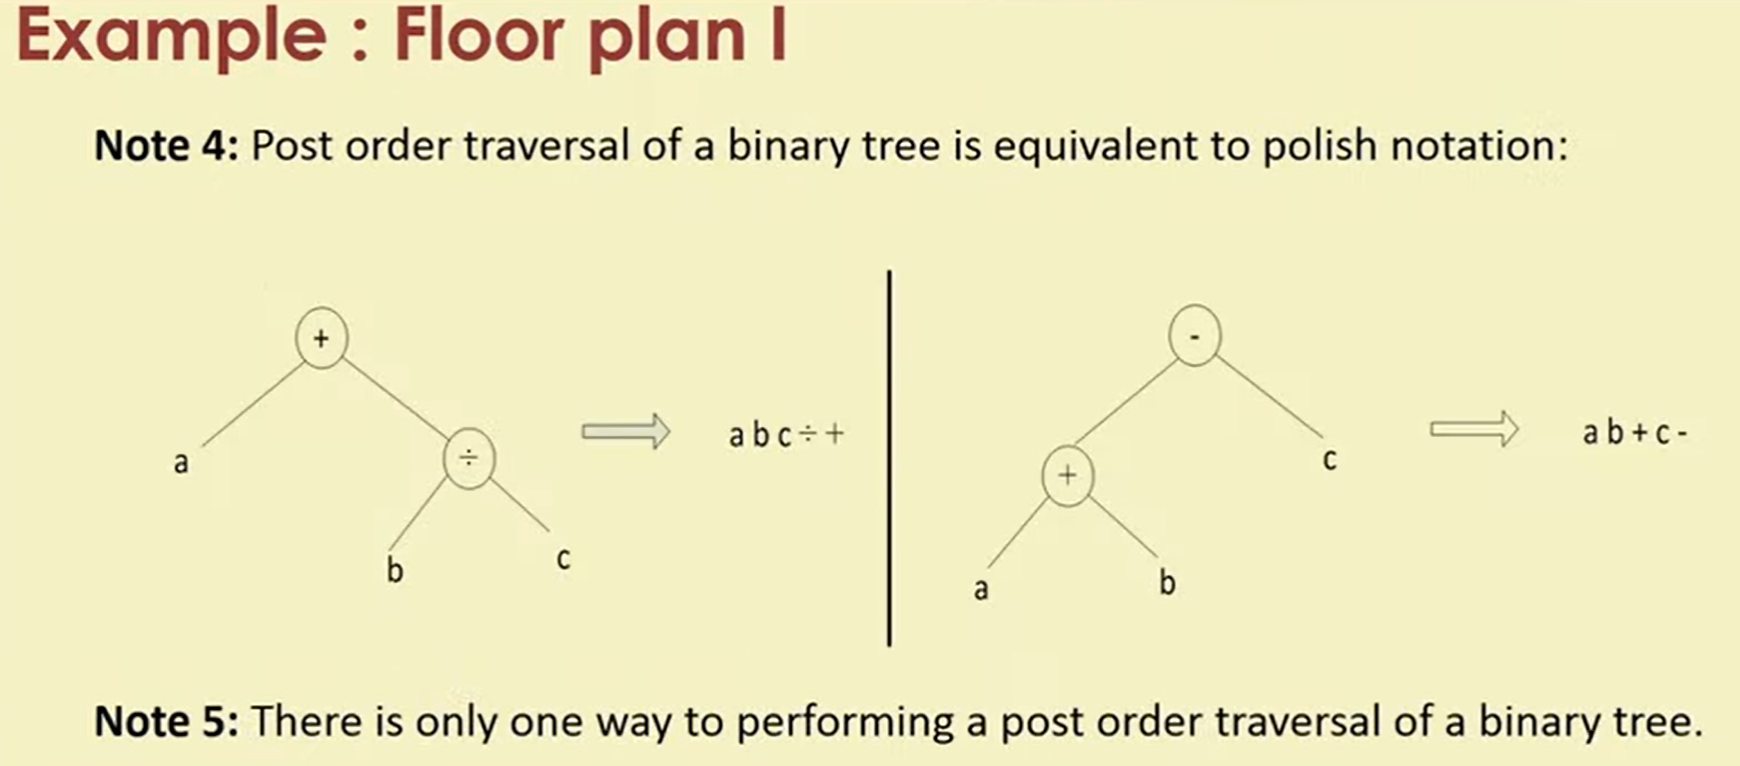 Example : Floor plan I
Note 4: Post order traversal of a binary tree is equivalent to polish notation:
+
a
÷
b
c
a b c ÷ +
-
+
c
a
b
a b + c -
Note 5: There is only one way to performing a post order traversal of a binary tree.